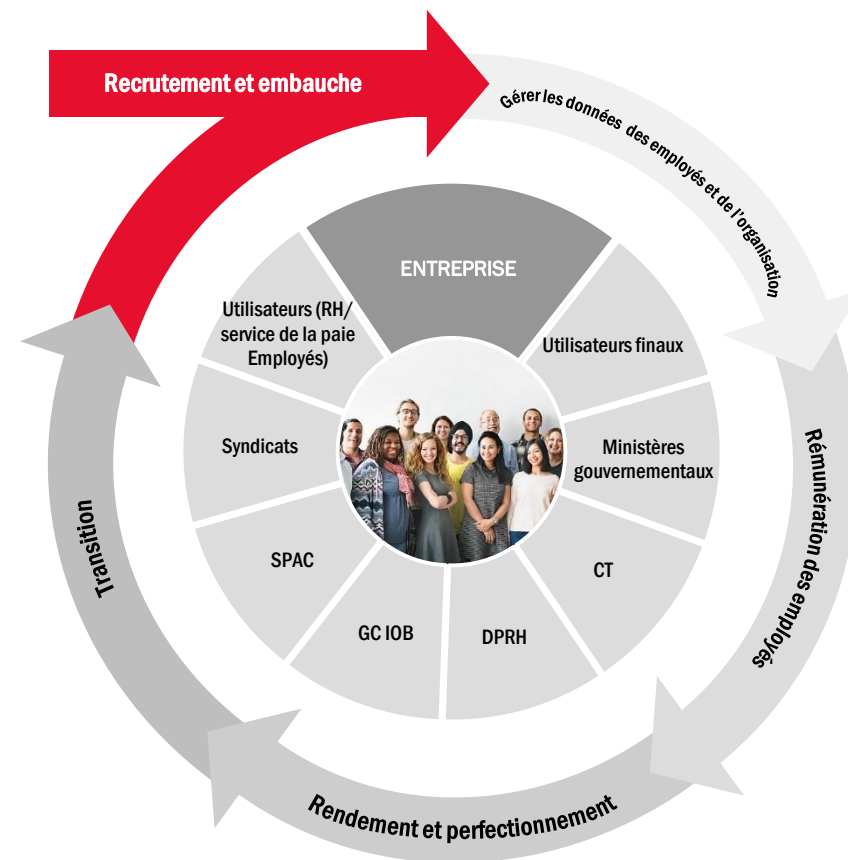 Recrutement et embauche
Gérer les données des employés et de l'organisation
ENTREPRISE
Utilisateurs (RH/
service de la paie
Employés)
Utilisateurs finaux
Syndicats
Ministères
gouvernementaux
Rémunération des employés
Transition
SPAC
CT
GC IOB
DPRH
Rendement et perfectionnement